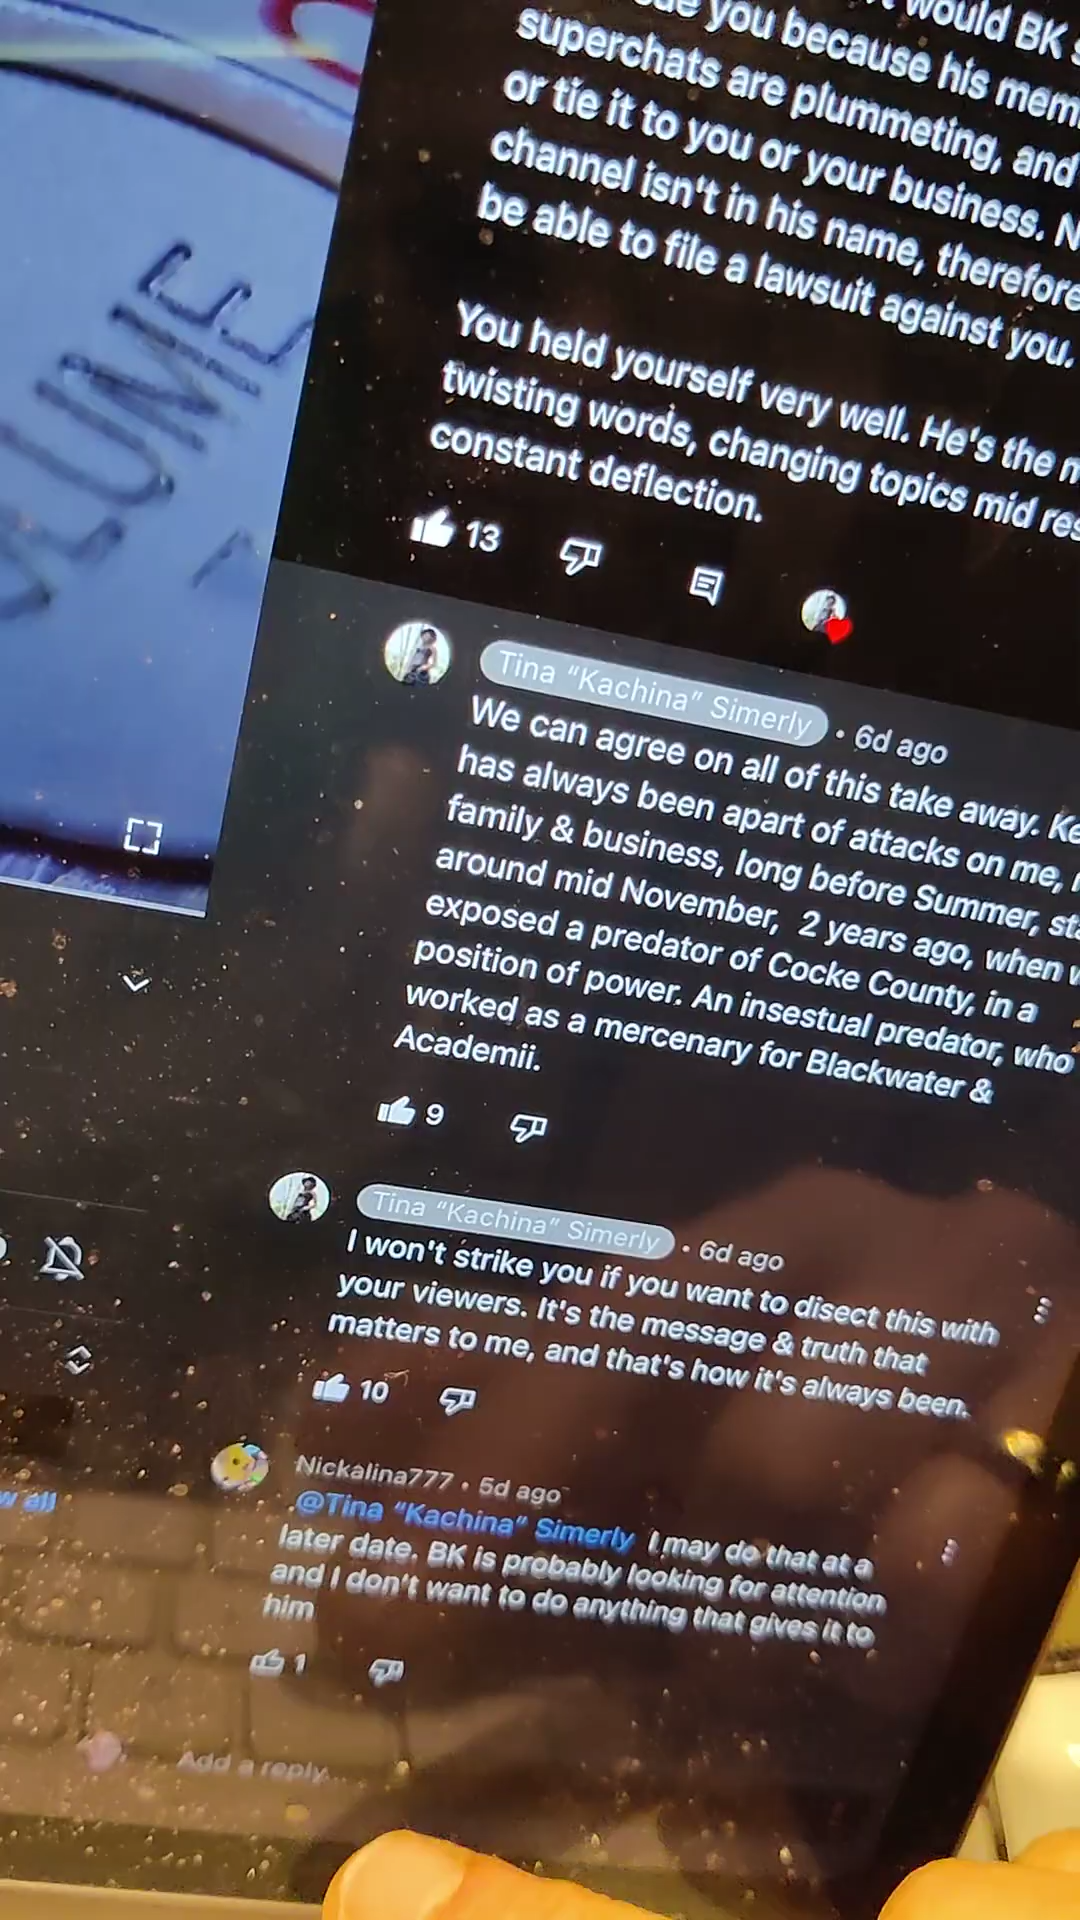 would BK
you because his
superchats are plummeting, and
or tie it to you or your business.
channel isn't in his name, therefore
be able to file a lawsuit against you.
You held yourself very well. He's the
twisting words, changing topics mid
constant deflection.
13
Tina “Kachina” Simerly • 6d ago
We can agree on all of this take away.
has always been apart of attacks on me,
family & business, long before Summer,
around mid November, 2 years ago, when
exposed a predator of Cocke County, in a
position of power. An insestual predator, who
worked as a mercenary for Blackwater &
Academii.
9
Tina “Kachina” Simerly • 6d ago
I won't strike you if you want to disect this with
your viewers. It's the message & truth that
matters to me, and that's how it's always been.
10
Nickalina777 • 5d ago
@Tina “Kachina” Simerly I may do that at a
later date. BK is probably looking for attention
and I don't want to do anything that gives it to
him
1
all
Add a reply...